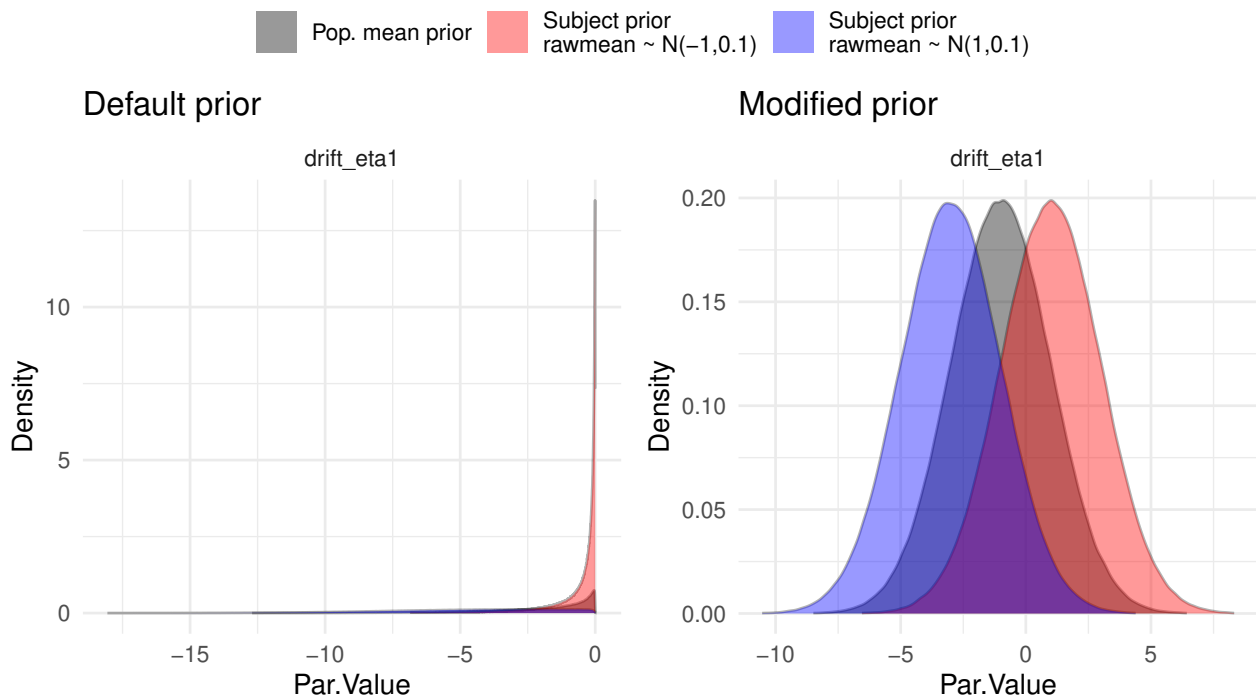 Pop. mean prior
Subject prior
rawmean ~ N(−1,0.1)
Subject prior
rawmean ~ N(1,0.1)
Default prior
drift_eta1
Density
10
5
0
−15
−10
−5
0
Par.Value
Modified prior
drift_eta1
Density
0.20
0.15
0.10
0.05
0.00
−10
−5
0
5
Par.Value